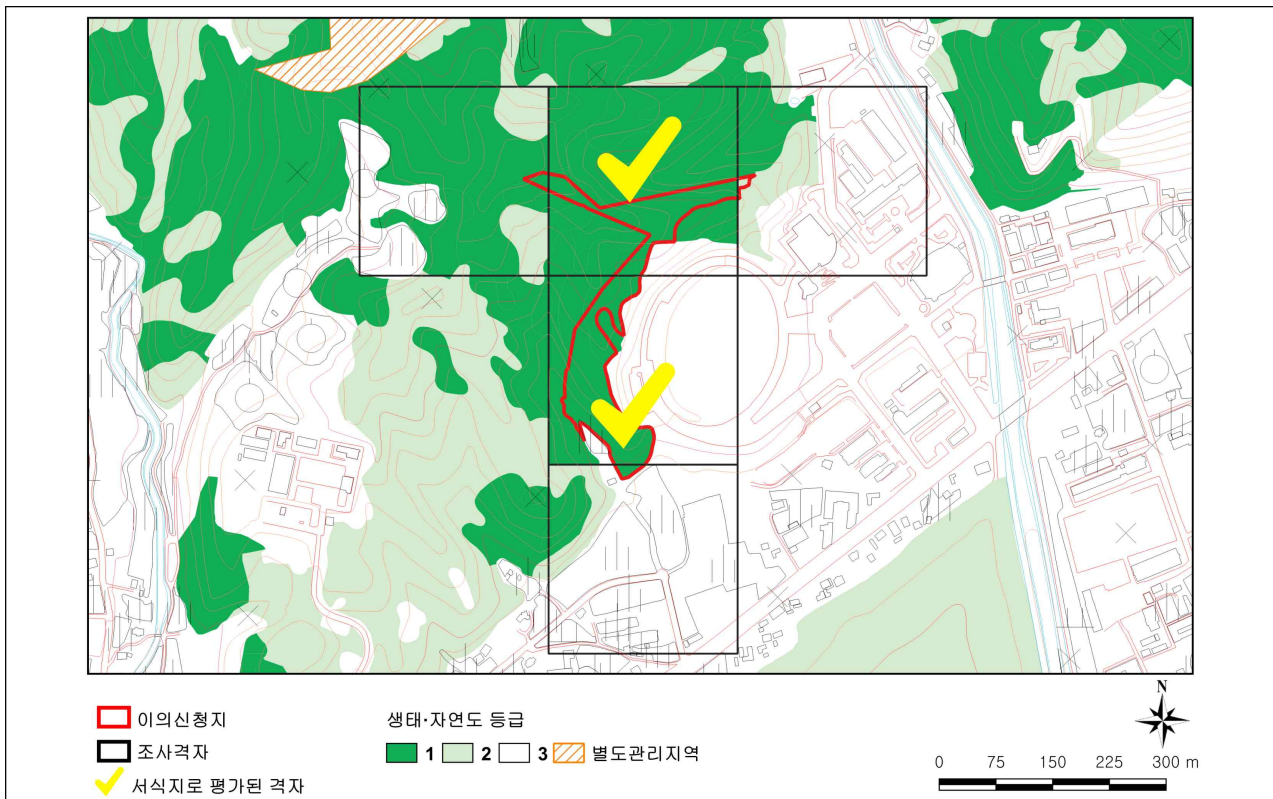 이의신청지
조사격자
서식지로 평가된 격자
생태·자연도 등급
1 2 3 별도관리지역
N
0 75 150 225 300 m